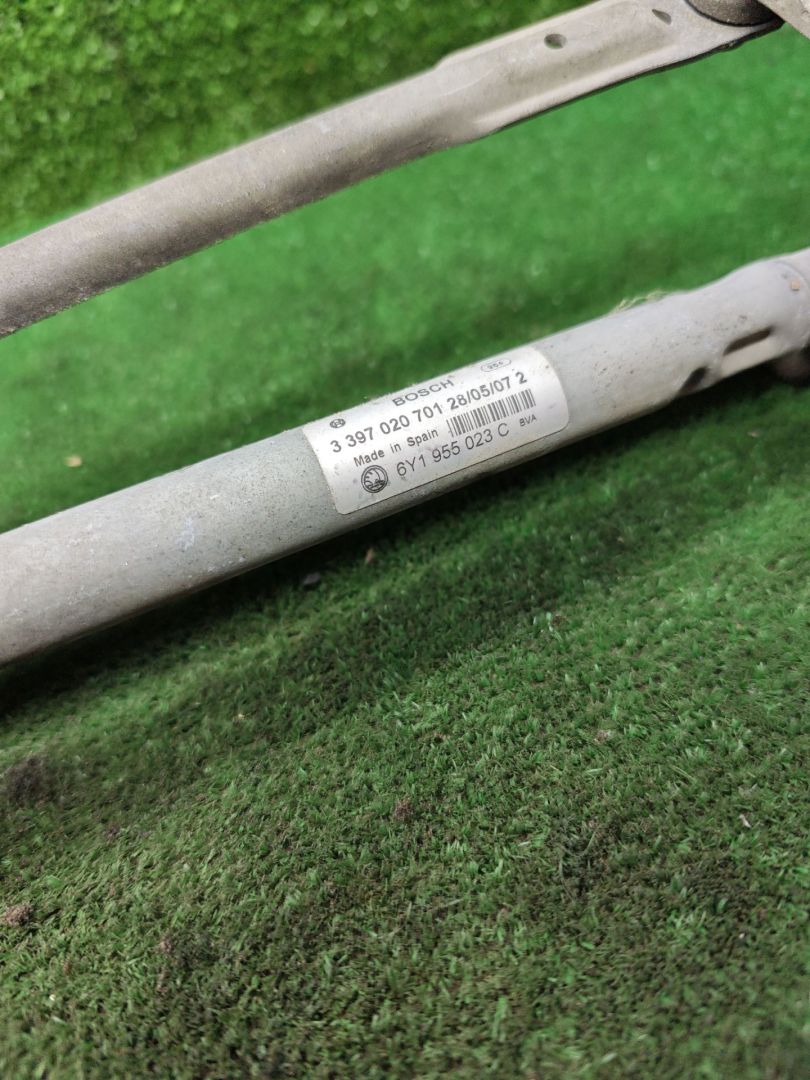 BOSCH
3 397 020 701 28/05/07 2
Made in Spain
6Y1 955 023 C BVA